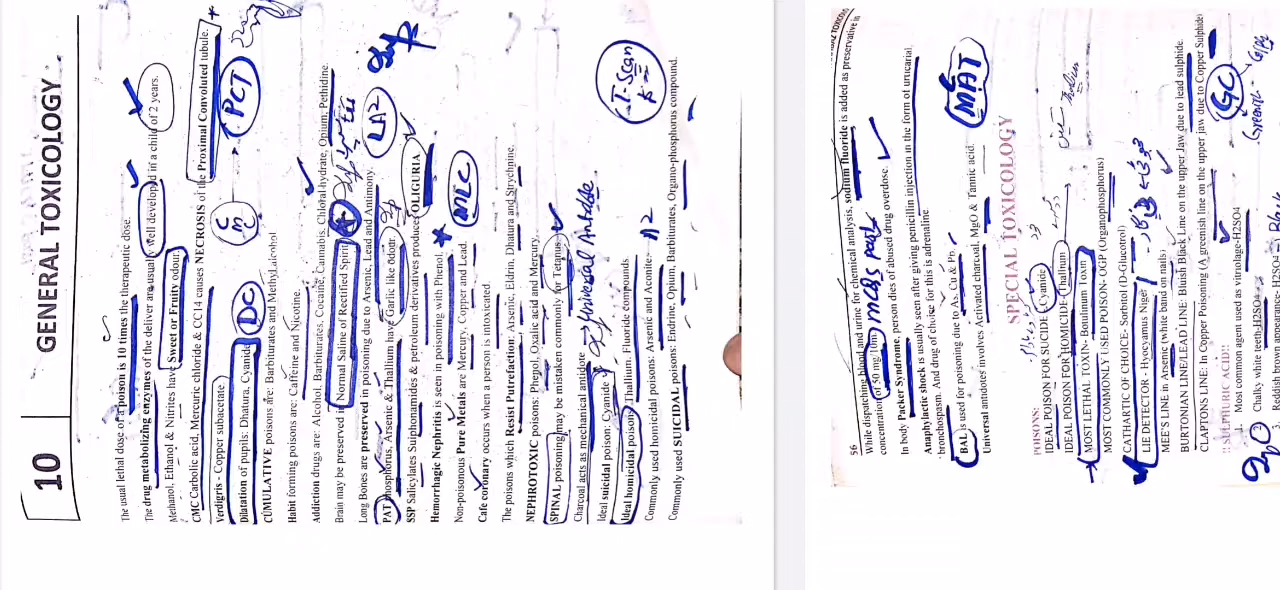 10
GENERAL TOXICOLOGY
The usual lethal dose of a poison is 10 times the therapeutic dose.
The drug metabolizing enzymes of the deliver are usually well developed in a child of 2 years.
Methanol, Ethanol & Nitrites have Sweet or Fruity odour.
CMC Carbolic acid, Mercuric chloride & CC14 causes NECROSIS of the Proximal Convoluted tubule.
Verdigris - Copper subacetate
PCT
Dilatation of pupils: Dhatura, Cyanide
DC
CUMULATIVE poisons are: Barbiturates and Methyl alcohol
Habit forming poisons are: Caffeine and Nicotine.
Addiction drugs are: Alcohol, Barbiturates, Cocaine, Cannabis, Chloral hydrate, Opium, Pethidine.
Brain may be preserved in Normal Saline of Rectified Spirit
Long Bones are preserved in poisoning due to Arsenic, Lead and Antimony.
LA2
PAT Phosphorus, Arsenic & Thallium have Garlic like odour.
SSP Salicylates Sulphonamides & petroleum derivatives produces OLIGURIA
Hemorrhagic Nephritis is seen in poisoning with Phenol.
Non-poisonous Pure Metals are Mercury, Copper and Lead.
MLC
Cafe coronary occurs when a person is intoxicated.
The poisons which Resist Putrefaction: Arsenic, Eldrin, Dhatura and Strychnine.
NEPHROTOXIC poisons: Phenol, Oxalic acid and Mercury
SPINAL poisoning may be mistaken commonly for Tetanus
Charcoal acts as mechanical antidote
Universal Antidote
Ideal suicidal poison: Cyanide
Ideal homicidal poison: Thallium, Fluoride compounds.
Commonly used homicidal poisons: Arsenic and Aconite
Commonly used SUICIDAL poisons: Endrine, Opium, Barbiturates, Organo-phosphorus compound.
56
While dispatching blood and urine for chemical analysis, sodium fluoride is added as preservative in
concentration of 50 mg/10ml
In body Packer Syndrome, person dies of abused drug overdose.
Anaphylactic shock is usually seen after giving penicillin injection in the form of urticarial
bronchospasm. And drug of choice for this is adrenaline
BAL is used for poisoning due to As, Cu & Pb
Universal antidotes involves Activated charcoal, MgO & Tannic acid.
MAT
SPECIAL TOXICOLOGY
POISONS:
IDEAL POISON FOR SUICIDE (Cyanide
IDEAL POISON FOR HOMICIDE-(Thallium)
MOST LETHAL TOXIN- Botulinum Toxin
MOST COMMONLY USED POISON- OGP (Organophosphorus)
CATHARTIC OF CHOICE- Sorbitol (D-Glucotrol)
LIE DETECTOR - Hyocyamus Niger
MEE'S LINE in Arsenic (white band on nails)
BURTONIAN LINE/LEAD LINE: Bluish Black Line on the upper Jaw due to lead sulphide.
CLAPTONS LINE: In Copper Poisoning (A greenish line on the upper jaw due to Copper Sulphide)
GC
!!SULPHURIC ACID!!
1. Most common agent used as vitriolage-H2SO4
2. Chalky white teeth-H2SO4
3. Reddish brown